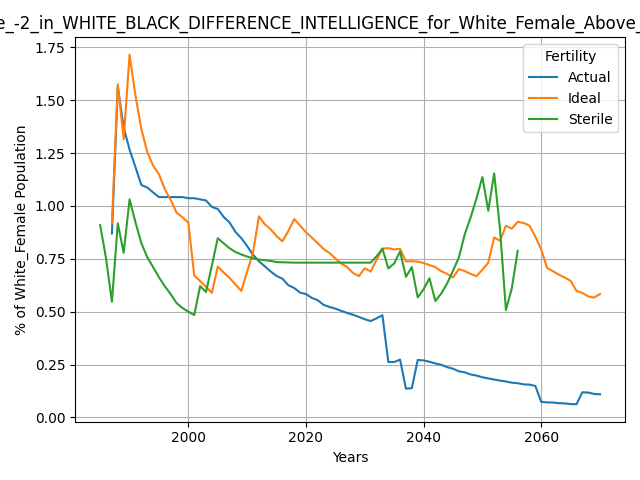 e_-2_in_WHITE_BLACK_DIFFERENCE_INTELLIGENCE_for_White_Female_Above_
Fertility
Actual
Ideal
Sterile
% of White_Female Population
1.75
1.50
1.25
1.00
0.75
0.50
0.25
0.00
2000
2020
2040
2060
Years